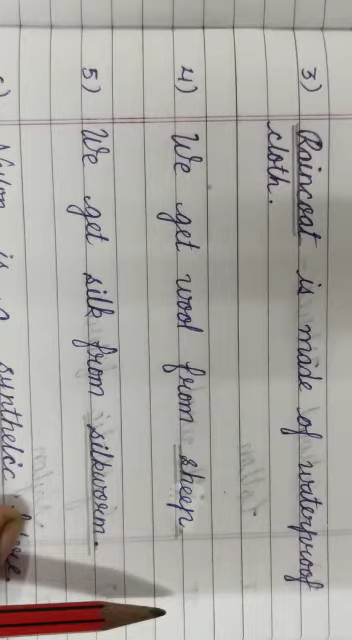 3) Raincoat is made of waterproof
cloth.
4) We get wool from sheep.
5) We get silk from silkworm.
is a synthetic